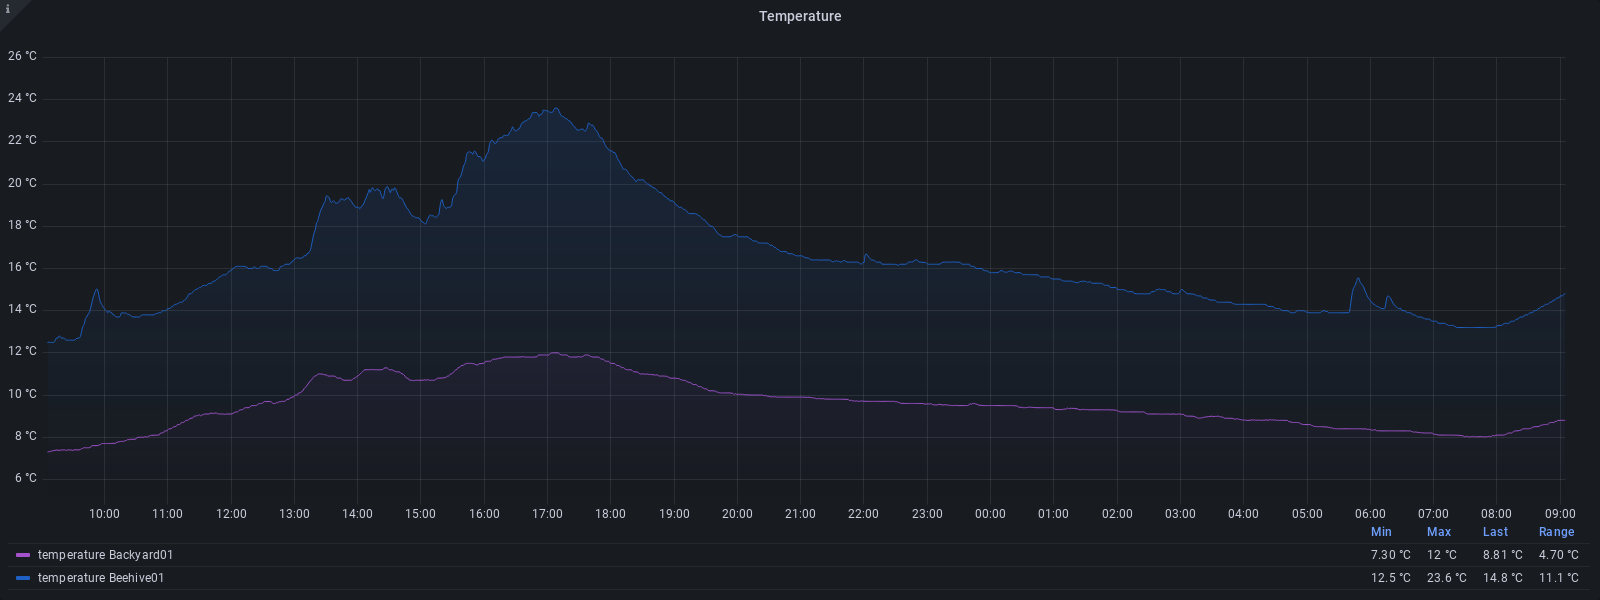 i
Temperature
26 °C
24 °C
22 °C
20 °C
18 °C
16 °C
14 °C
12 °C
10 °C
8 °C
6 °C
10:00 11:00 12:00 13:00 14:00 15:00 16:00 17:00 18:00 19:00 20:00 21:00 22:00 23:00 00:00 01:00 02:00 03:00 04:00 05:00 06:00 07:00 08:00 09:00
Min Max Last Range
temperature Backyard01 7.30 °C 12 °C 8.81 °C 4.70 °C
temperature Beehive01 12.5 °C 23.6 °C 14.8 °C 11.1 °C